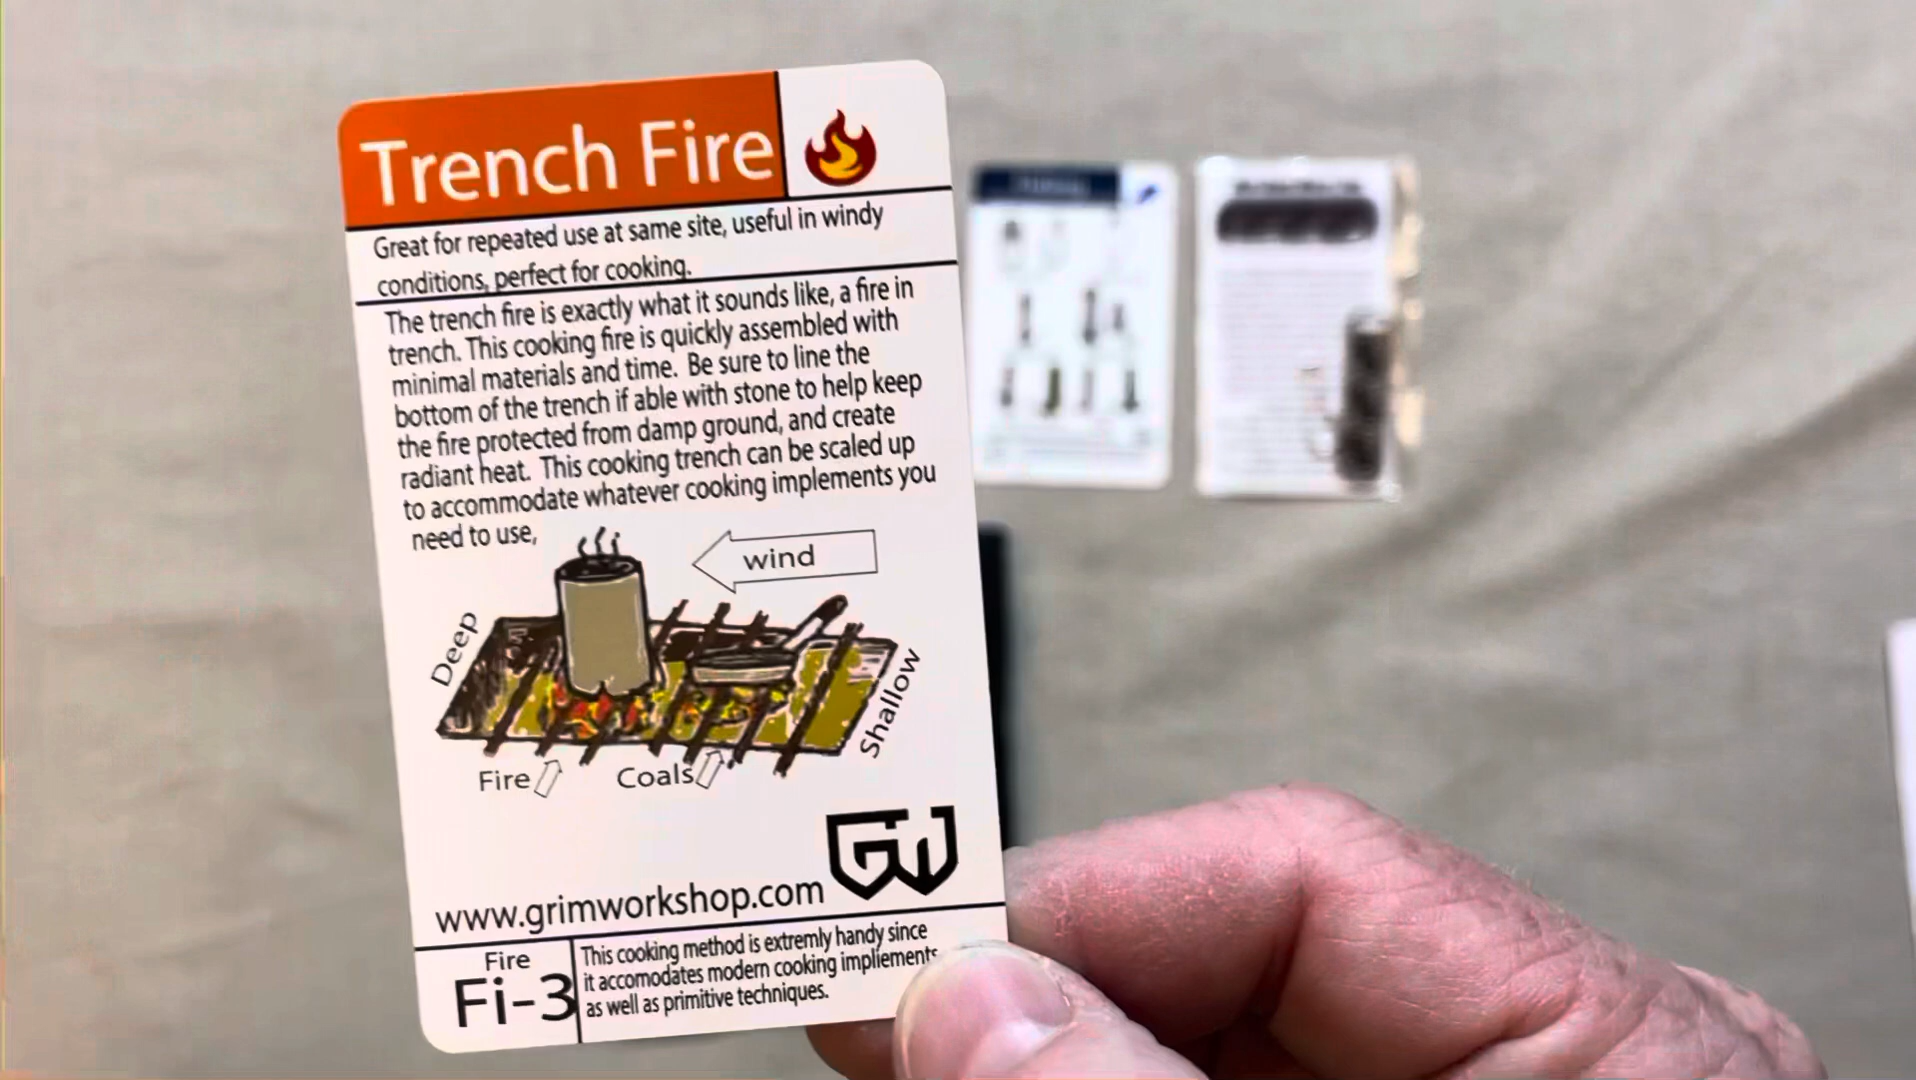 Trench Fire
Great for repeated use at same site, useful in windy
conditions, perfect for cooking.
The trench fire is exactly what it sounds like, a fire in
trench. This cooking fire is quickly assembled with
minimal materials and time. Be sure to line the
bottom of the trench if able with stone to help keep
the fire protected from damp ground, and create
radiant heat. This cooking trench can be scaled up
to accommodate whatever cooking implements you
need to use,
wind
Deep
Shallow
Fire
Coals
GW
www.grimworkshop.com
Fire
Fi-3
This cooking method is extremly handy since
it accomodates modern cooking impliements
as well as primitive techniques.